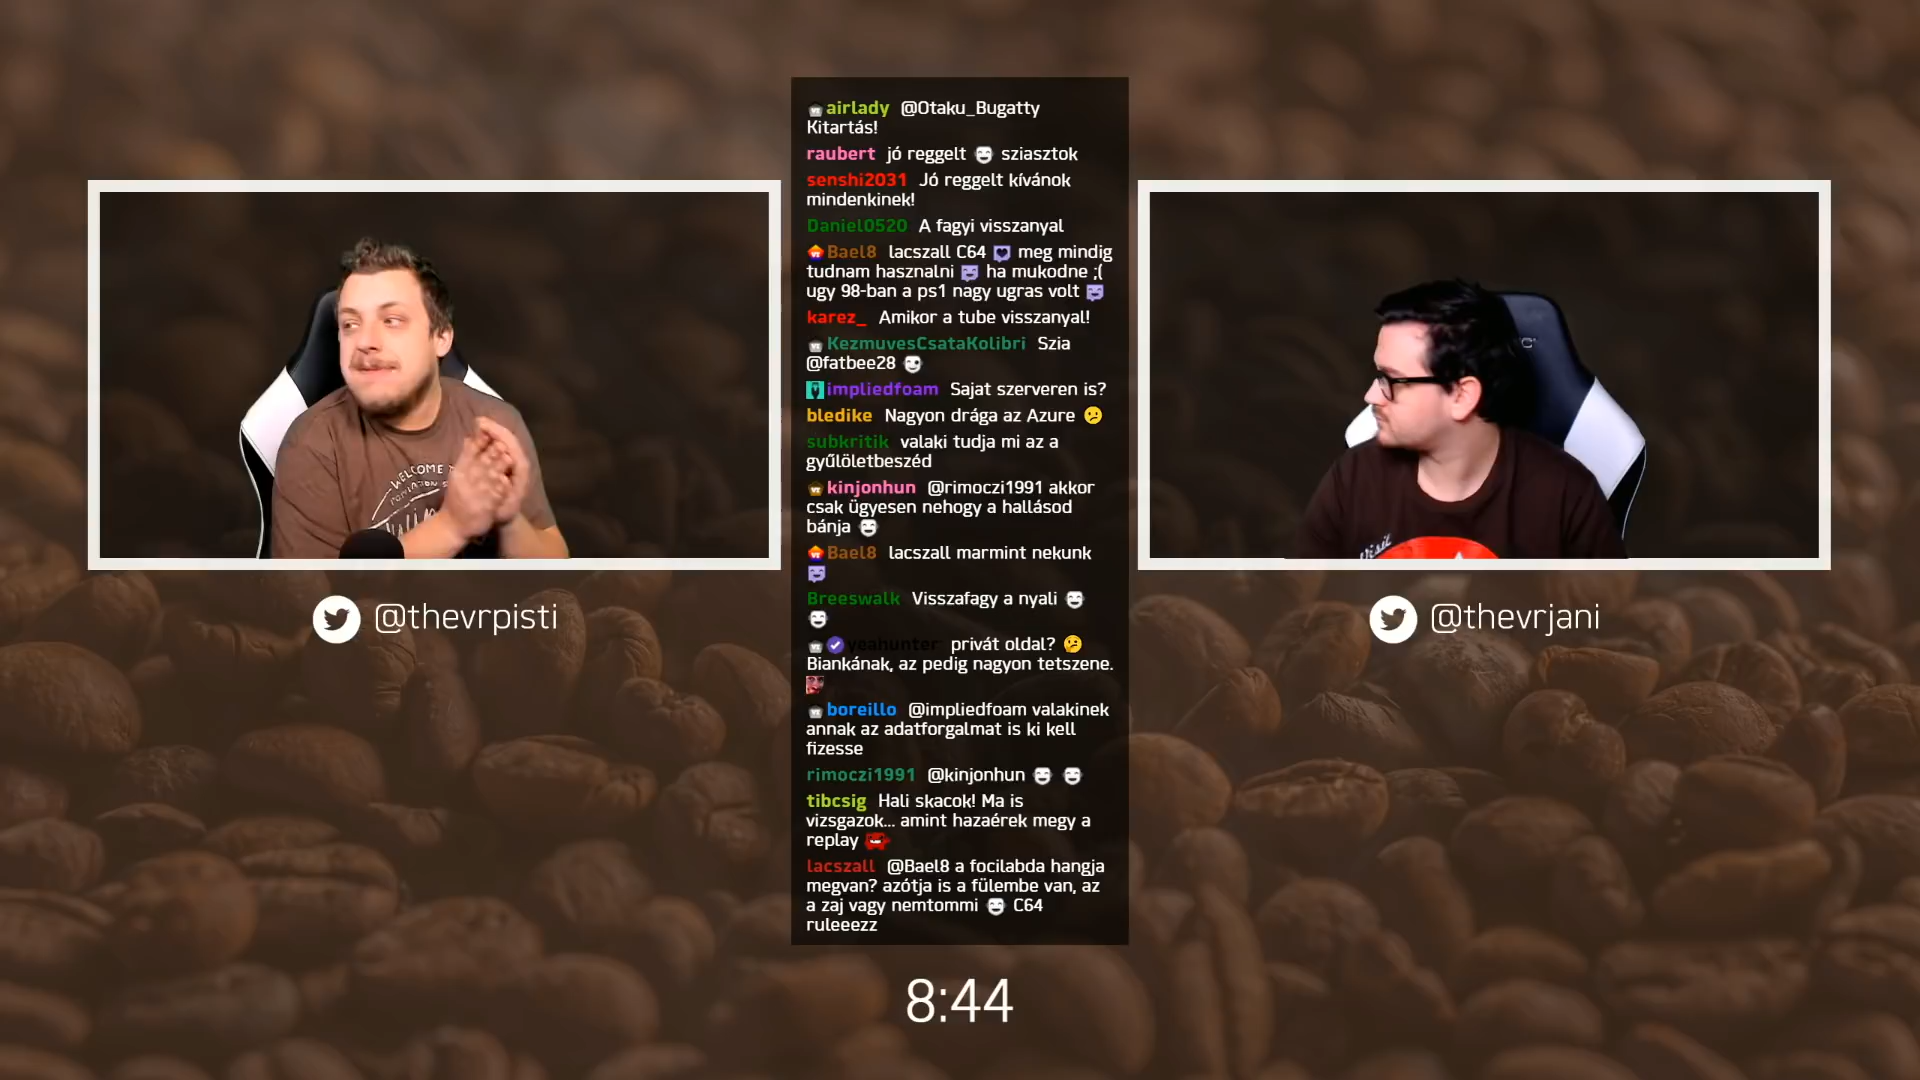 airlady @Otaku_Bugatty
Kitartás!
raubert jó reggelt sziasztok
senshi2031 Jó reggelt kívánok
mindenkinek!
Daniel0520 A fagyi visszanyal
Bael8 lacszall C64 meg mindig
tudnam hasznalni ha mukodne ;(
ugy 98-ban a ps1 nagy ugras volt
karez_ Amikor a tube visszanyal!
KezmuvesCsataKolibri Szia
@fatbee28
impliedfoam Sajat szerveren is?
bledike Nagyon drága az Azure
subkritik valaki tudja mi az a
gyűlöletbeszéd
kinjonhun @rimoczi1991 akkor
csak ügyesen nehogy a hallásod
bánja
Bael8 lacszall marmint nekunk
Breeswalk Visszafagy a nyali
yeahunter: privát oldal?
Biankának, az pedig nagyon tetszene.
boreillo @impliedfoam valakinek
annak az adatforgalmat is ki kell
fizesse
rimoczi1991 @kinjonhun
tibcsig Hali skacok! Ma is
vizsgazok... amint hazaérek megy a
replay
lacszall @Bael8 a focilabda hangja
megvan? azótja is a fülembe van, az
a zaj vagy nemtommi C64
ruleeezz
WELCOME
@thevrpisti
visit
@thevrjani
8:44